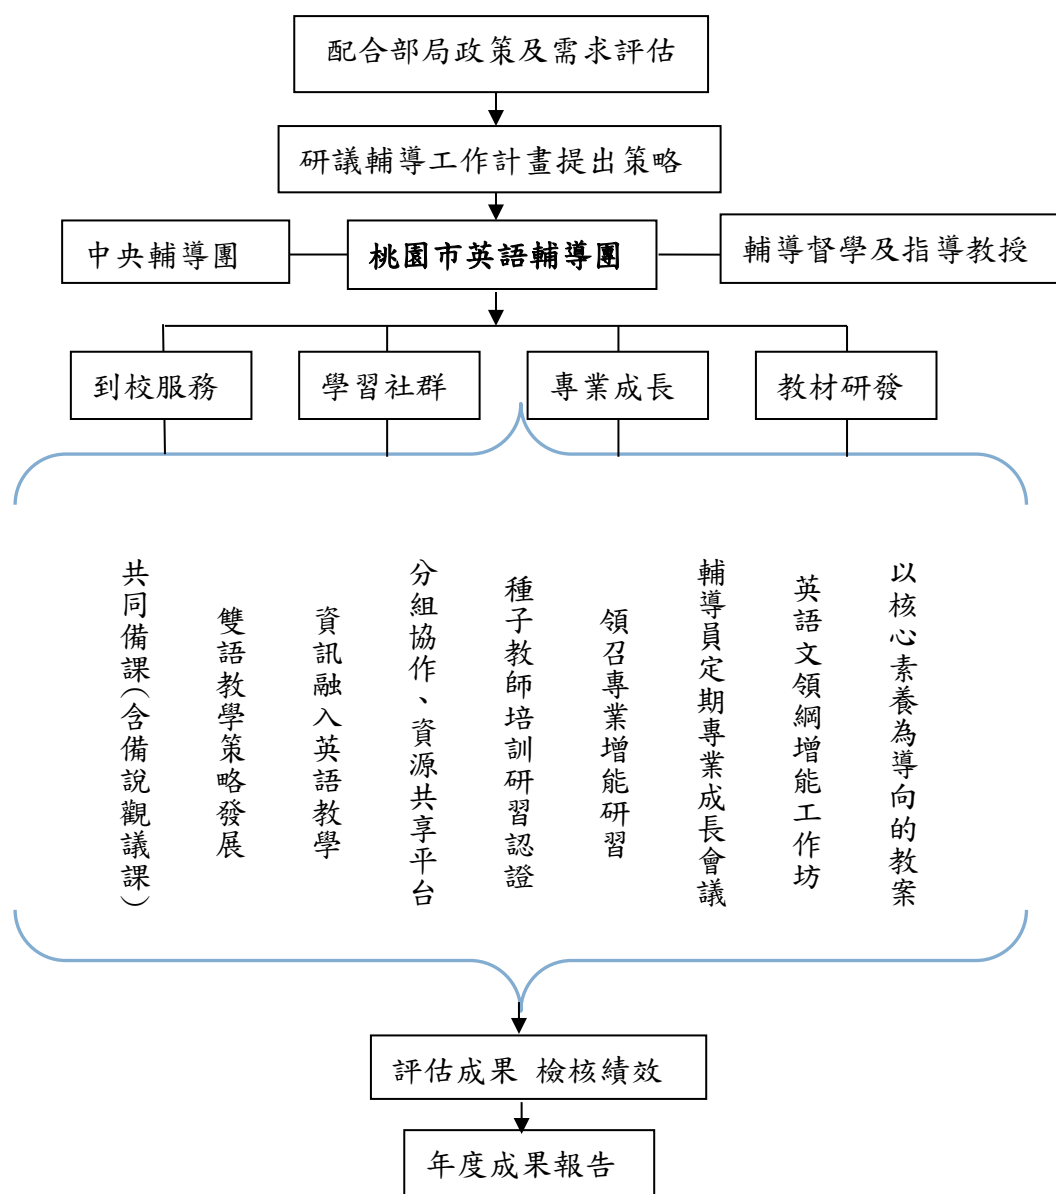 配合部局政策及需求評估
研議輔導工作計畫提出策略
中央輔導團
桃園市英語輔導團
輔導督學及指導教授
到校服務
學習社群
專業成長
教材研發
共同備課(含備說觀議課)
雙語教學策略發展
資訊融入英語教學
分組協作、資源共享平台
種子教師培訓研習認證
領召專業增能研習
輔導員定期專業成長會議
英語文領綱增能工作坊
以核心素養為導向的教案
評估成果 檢核績效
年度成果報告